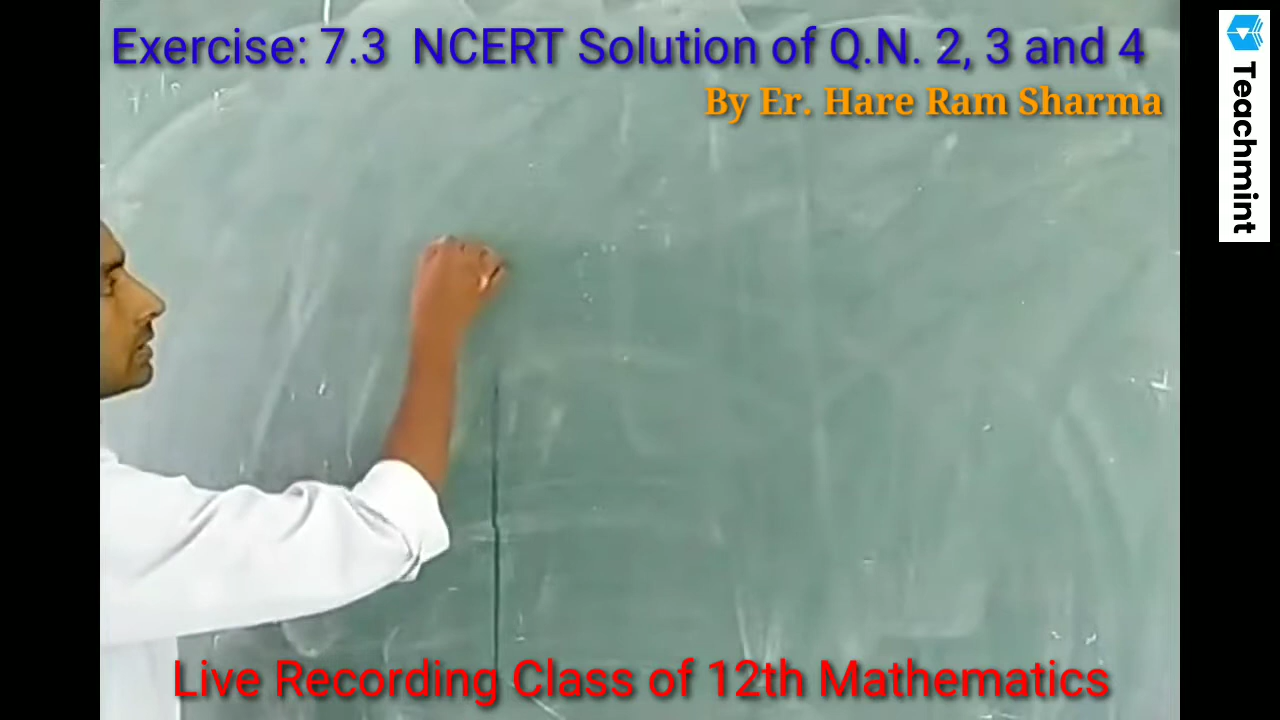 Exercise: 7.3 NCERT Solution of Q.N. 2, 3 and 4
By Er. Hare Ram Sharma
Teachmint
Live Recording Class of 12th Mathematics